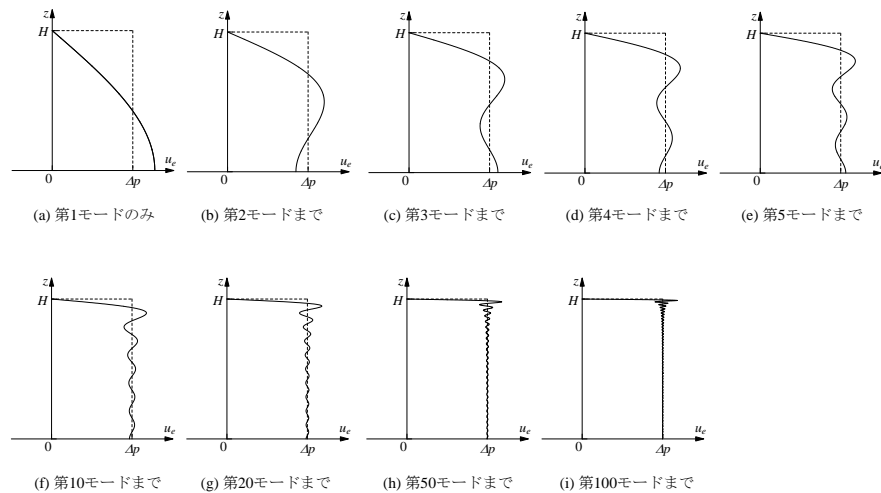 z
H
u_e
0
Δp
(a) 第1モードのみ
z
H
u_e
0
Δp
(b) 第2モードまで
z
H
u_e
0
Δp
(c) 第3モードまで
z
H
u_e
0
Δp
(d) 第4モードまで
z
H
u_e
0
Δp
(e) 第5モードまで
z
H
u_e
0
Δp
(f) 第10モードまで
z
H
u_e
0
Δp
(g) 第20モードまで
z
H
u_e
0
Δp
(h) 第50モードまで
z
H
u_e
0
Δp
(i) 第100モードまで